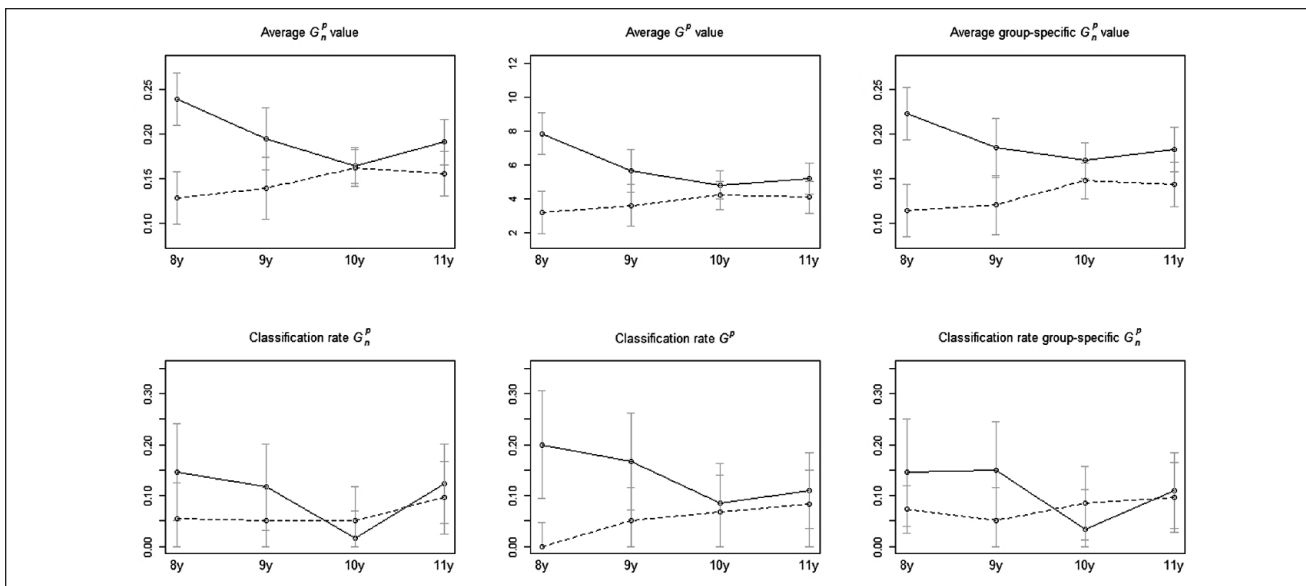 Average G_n^p value
0.25
0.20
0.15
0.10
8y 9y 10y 11y
Average G^p value
12
10
8
6
4
2
8y 9y 10y 11y
Average group-specific G_n^p value
0.25
0.20
0.15
0.10
8y 9y 10y 11y
Classification rate G_n^p
0.30
0.20
0.10
0.00
8y 9y 10y 11y
Classification rate G^p
0.30
0.20
0.10
0.00
8y 9y 10y 11y
Classification rate group-specific G_n^p
0.30
0.20
0.10
0.00
8y 9y 10y 11y